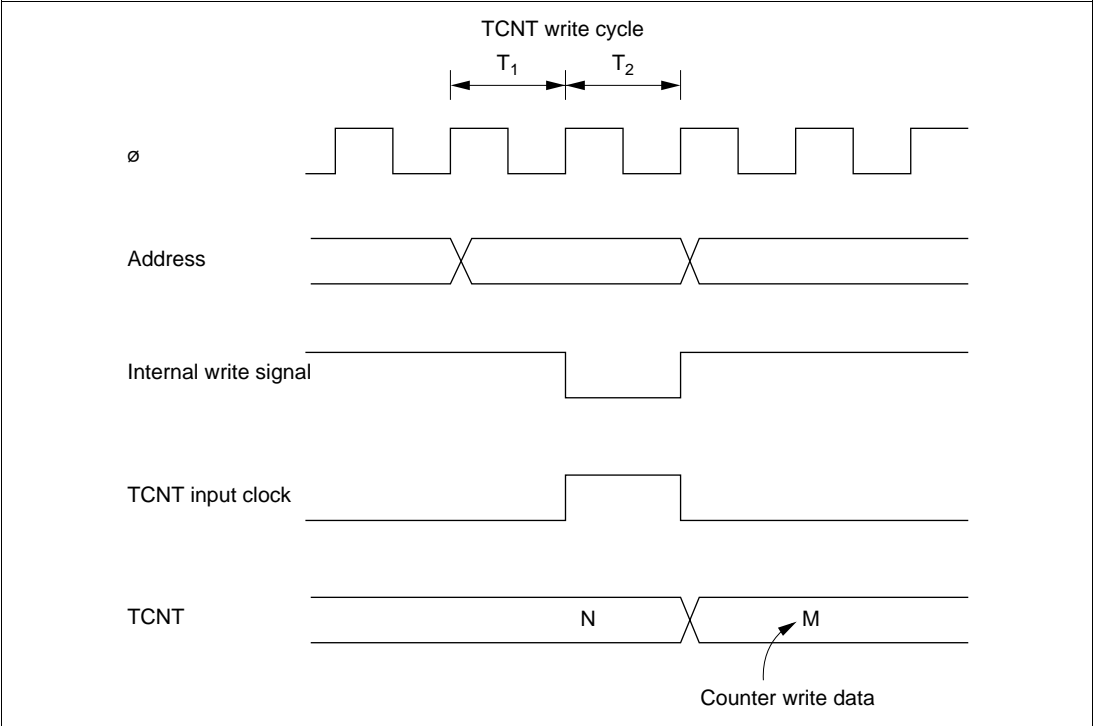 TCNT write cycle
T₁ T₂
ø
Address
Internal write signal
TCNT input clock
TCNT N M
Counter write data